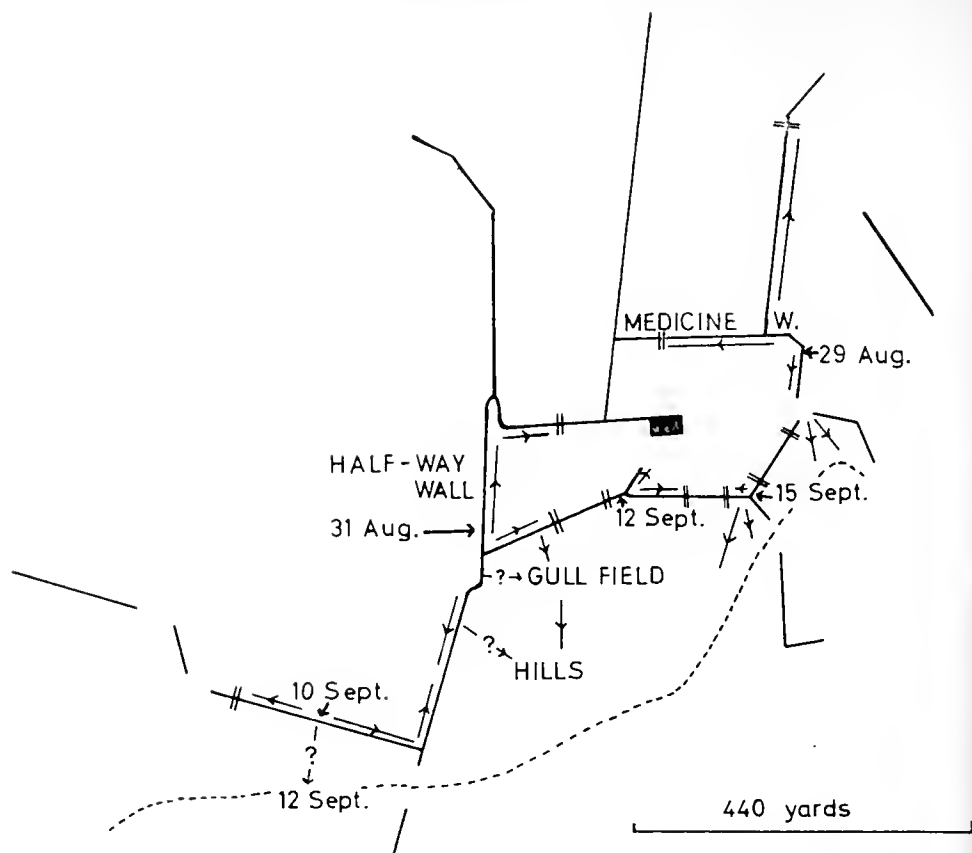 MEDICINE W.
29 Aug.
HALF-WAY
WALL
15 Sept.
12 Sept.
31 Aug.
? GULL FIELD
?
HILLS
10 Sept.
?
12 Sept.
440 yards